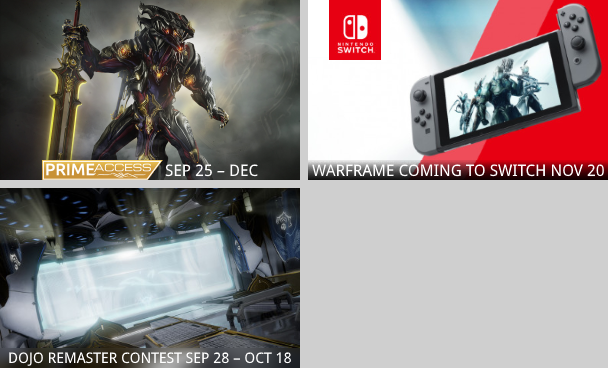 PRIMEACCESS SEP 25 – DEC
NINTENDO
SWITCH
WARFRAME COMING TO SWITCH NOV 20
DOJO REMASTER CONTEST SEP 28 – OCT 18